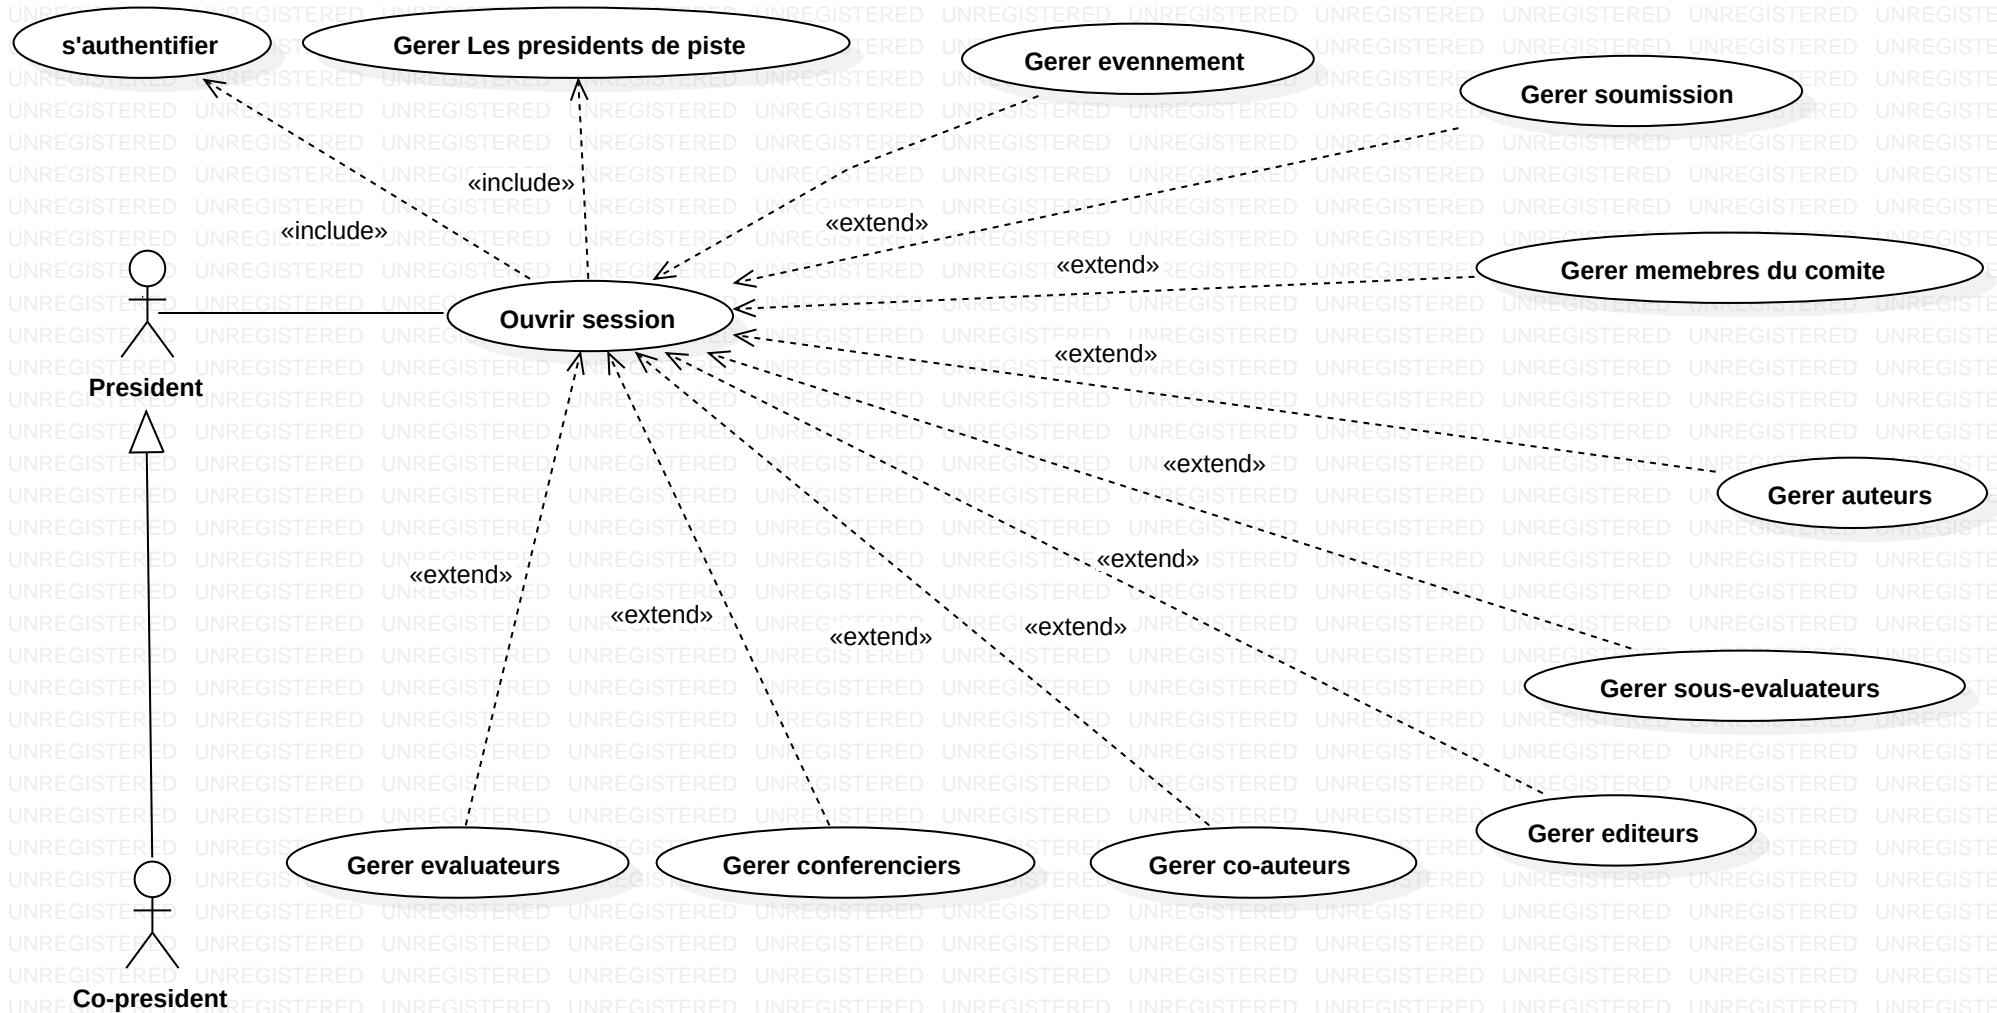 s'authentifier
Gerer Les presidents de piste
Gerer evennement
Gerer soumission
«include»
«extend»
«include»
«extend»
Gerer memebres du comite
Ouvrir session
«extend»
President
«extend»
Gerer auteurs
«extend»
«extend»
«extend»
«extend»
«extend»
Gerer sous-evaluateurs
Gerer editeurs
Gerer evaluateurs
Gerer conferenciers
Gerer co-auteurs
Co-president
UNREGISTERED